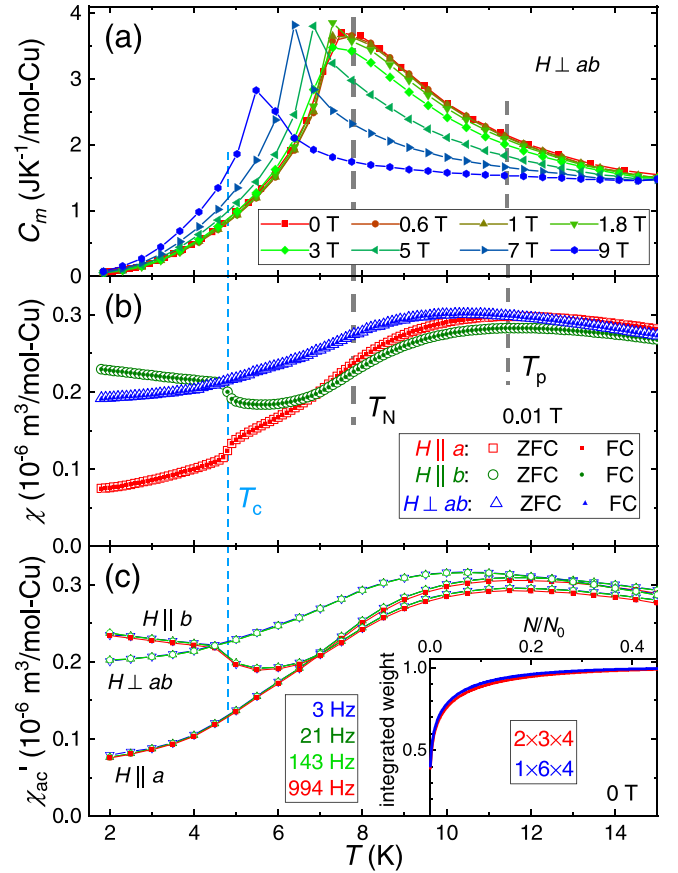 (a)
H ⊥ ab
4
3
2
1
0
C_m (JK⁻¹/mol-Cu)
0 T 0.6 T 1 T 1.8 T
3 T 5 T 7 T 9 T
(b)
0.3
0.2
0.1
0.0
χ (10⁻⁶ m³/mol-Cu)
T_p
T_N
T_c
0.01 T
H || a: ZFC FC
H || b: ZFC FC
H ⊥ ab: ZFC FC
(c)
0.3
0.2
0.1
0.0
χ_ac' (10⁻⁶ m³/mol-Cu)
H || b
H ⊥ ab
H || a
3 Hz
21 Hz
143 Hz
994 Hz
N/N₀
0.0 0.2 0.4
1.0
0.5
integrated weight
2×3×4
1×6×4
0 T
2 4 6 8 10 12 14
T (K)